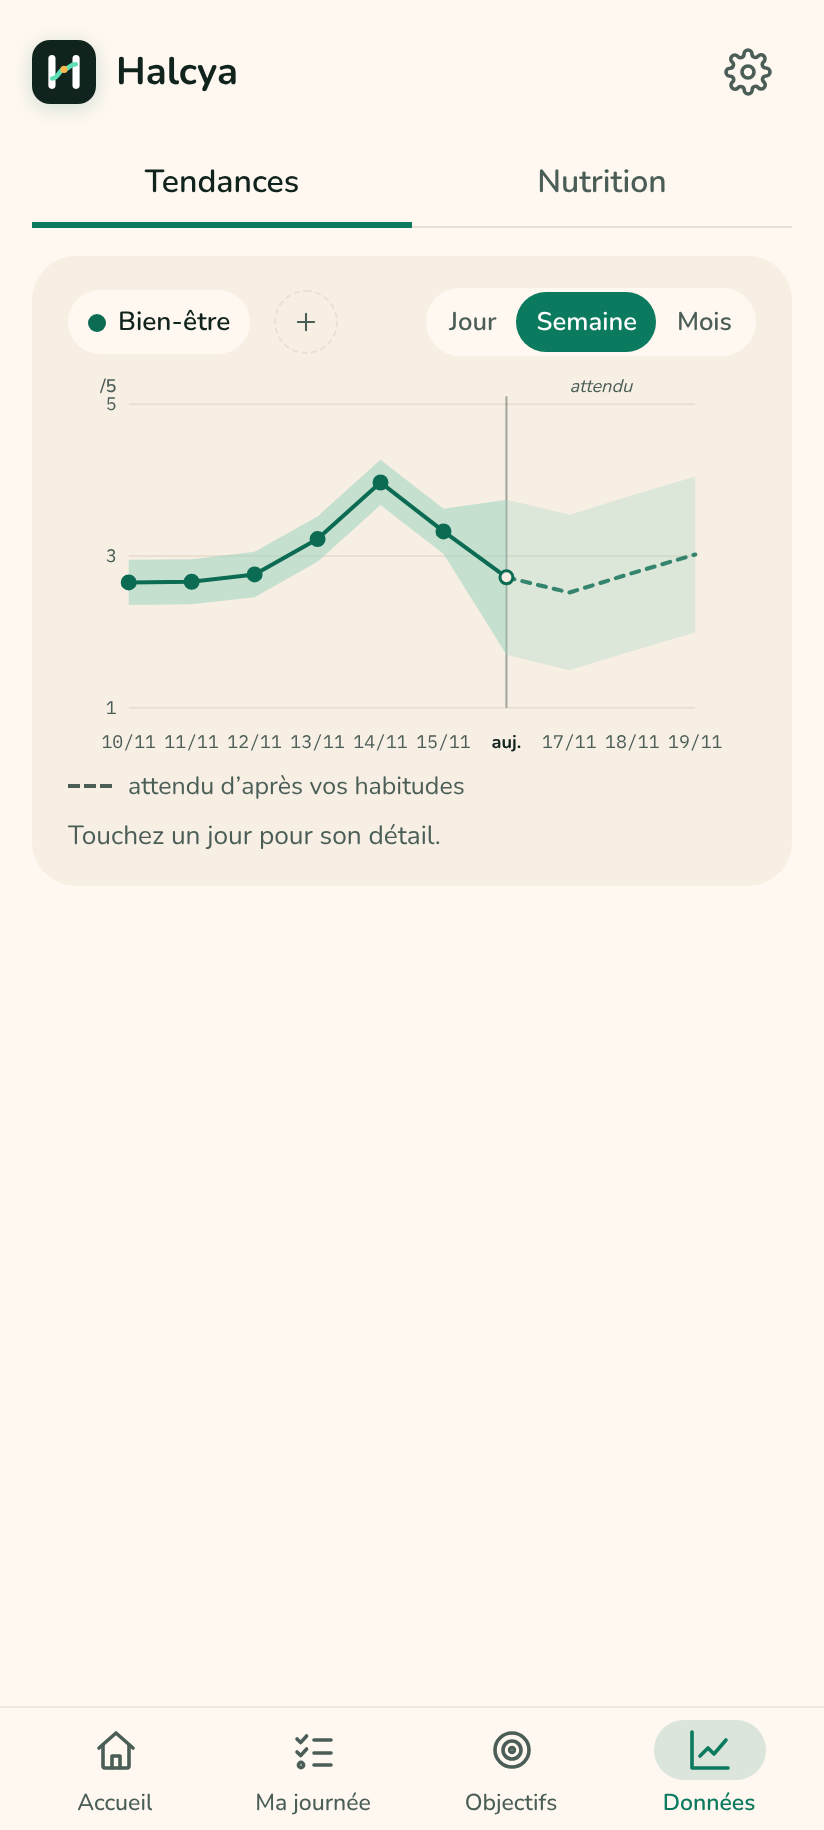 Halcya
Tendances Nutrition
Bien-être + Jour Semaine Mois
/5 attendu
5
3
1
10/11 11/11 12/11 13/11 14/11 15/11 auj. 17/11 18/11 19/11
attendu d’après vos habitudes
Touchez un jour pour son détail.
Accueil Ma journée Objectifs Données